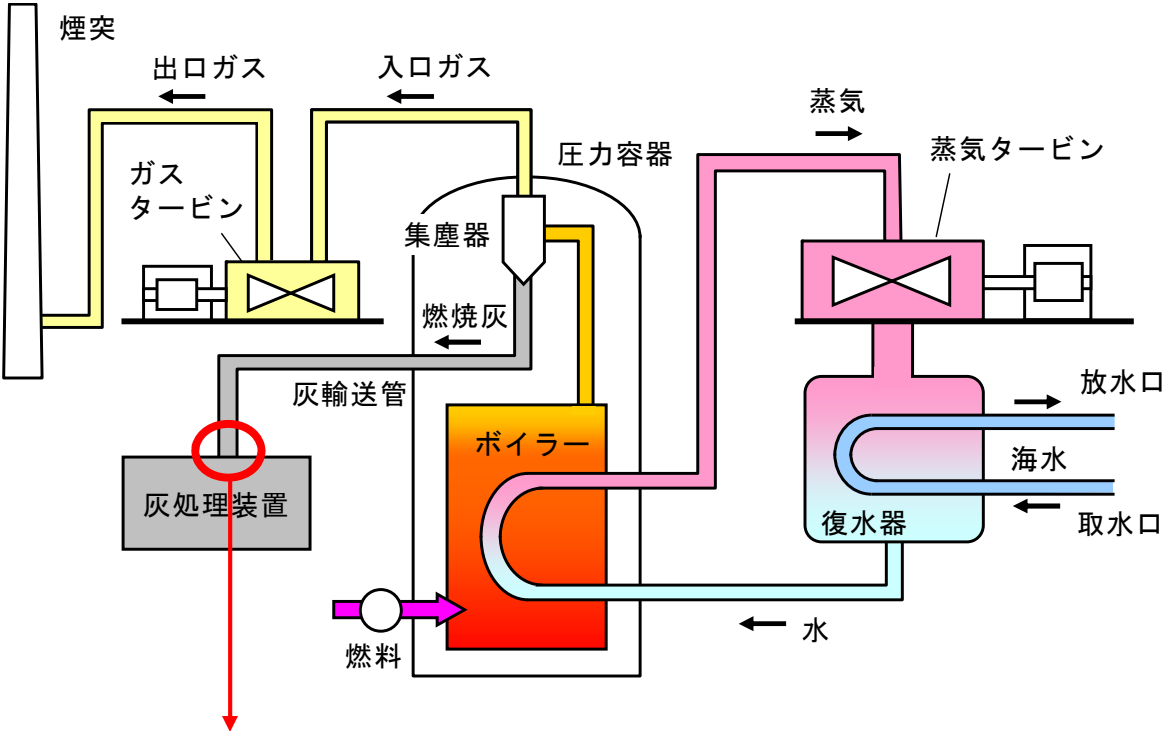 煙突
出口ガス
入口ガス
蒸気
圧力容器
蒸気タービン
ガス
タービン
集塵器
燃焼灰
灰輸送管
放水口
ボイラー
海水
灰処理装置
復水器
取水口
水
燃料